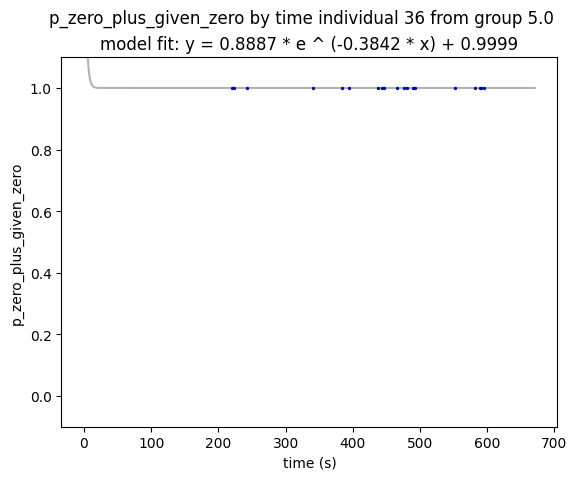 p_zero_plus_given_zero by time individual 36 from group 5.0
model fit: y = 0.8887 * e ^ (-0.3842 * x) + 0.9999
1.0
0.8
0.6
0.4
0.2
0.0
p_zero_plus_given_zero
0 100 200 300 400 500 600 700
time (s)